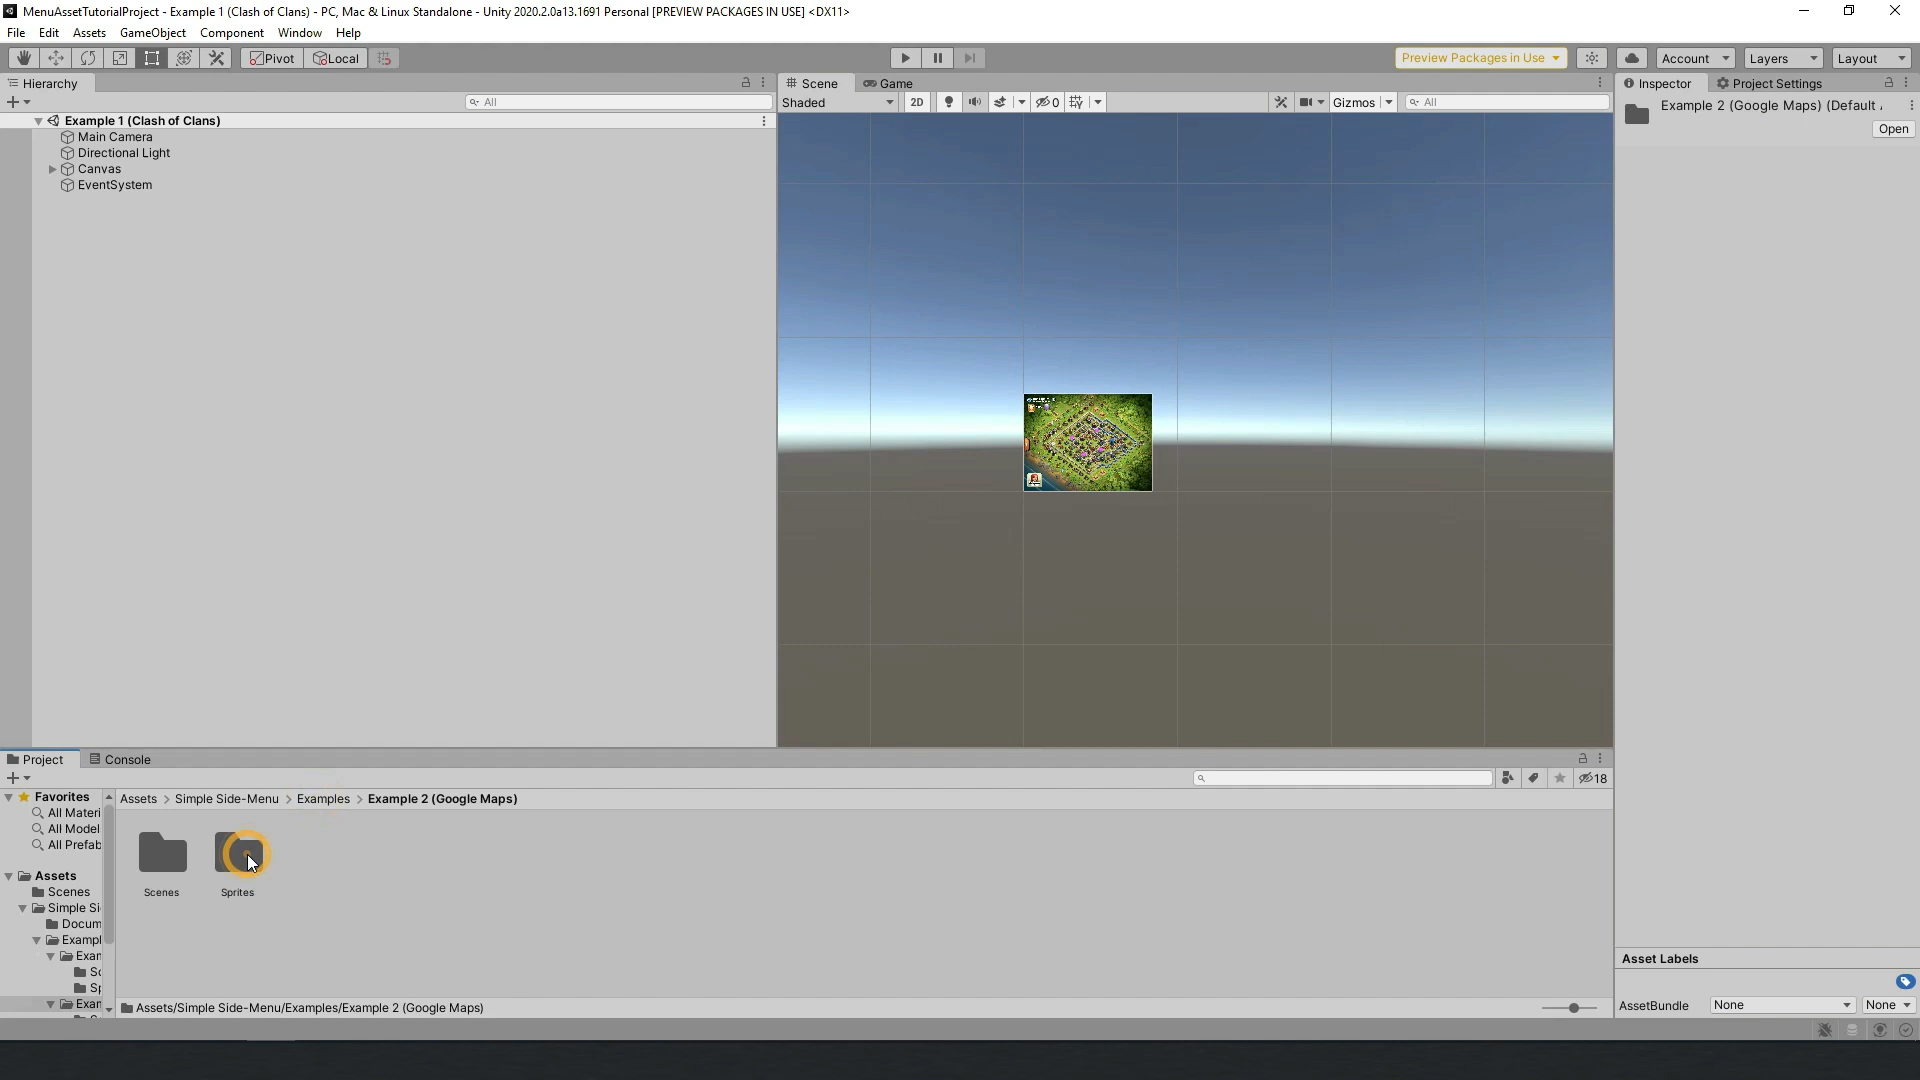 MenuAssetTutorialProject - Example 1 (Clash of Clans) - PC, Mac & Linux Standalone - Unity 2020.2.0a13.1691 Personal [PREVIEW PACKAGES IN USE] <DX11>
File Edit Assets GameObject Component Window Help
Pivot Local Preview Packages in Use Account Layers Layout
Hierarchy
All
Example 1 (Clash of Clans)
Main Camera
Directional Light
Canvas
EventSystem
Scene Game
Shaded 2D 0 Gizmos All
Inspector Project Settings
Example 2 (Google Maps) (Default .
Open
Project Console
18
Favorites
All Materi
All Model
All Prefab
Assets
Scenes
Simple Si
Docum
Exampl
Exam
Sc
Sp
Exam
Assets > Simple Side-Menu > Examples > Example 2 (Google Maps)
Scenes Sprites
Assets/Simple Side-Menu/Examples/Example 2 (Google Maps)
Asset Labels
AssetBundle None None